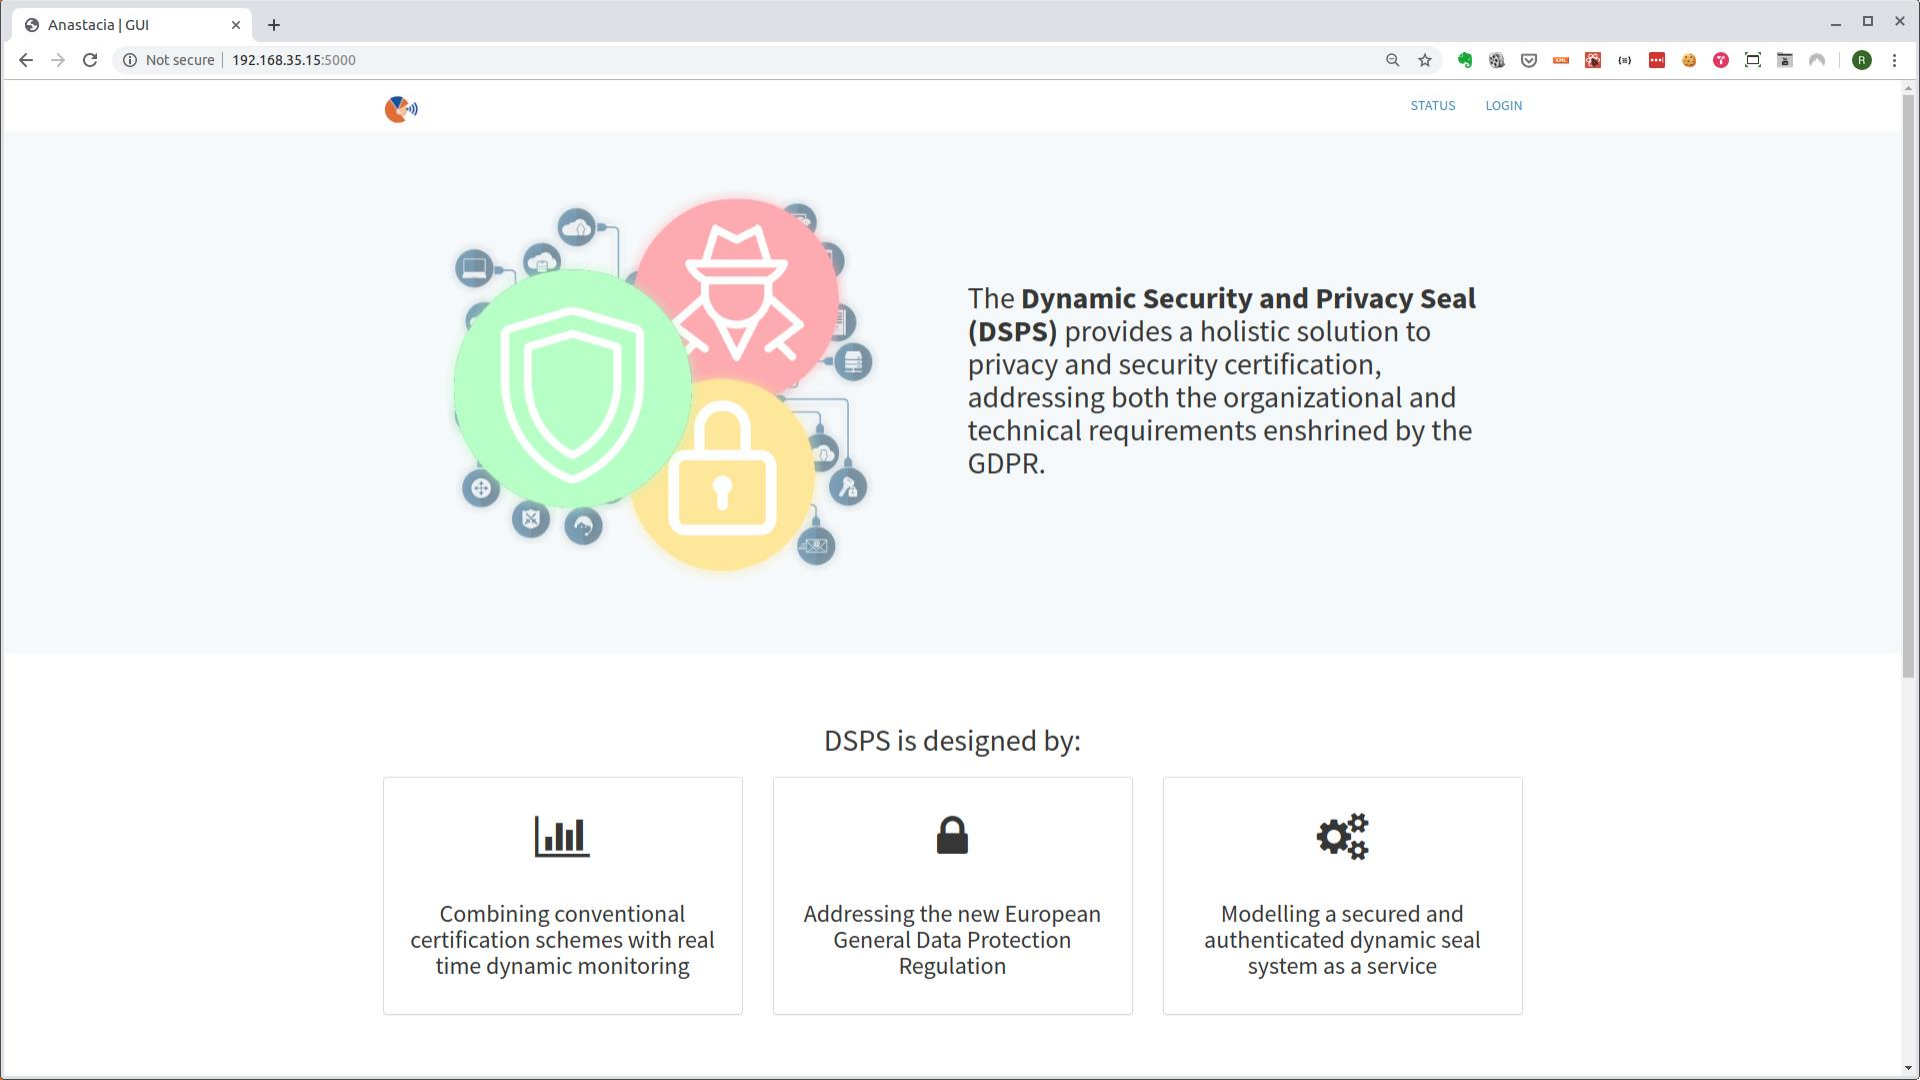 Anastacia | GUI
Not secure
192.168.35.15:5000
R
STATUS
LOGIN
The Dynamic Security and Privacy Seal
(DSPS) provides a holistic solution to
privacy and security certification,
addressing both the organizational and
technical requirements enshrined by the
GDPR.
DSPS is designed by:
Combining conventional
certification schemes with real
time dynamic monitoring
Addressing the new European
General Data Protection
Regulation
Modelling a secured and
authenticated dynamic seal
system as a service